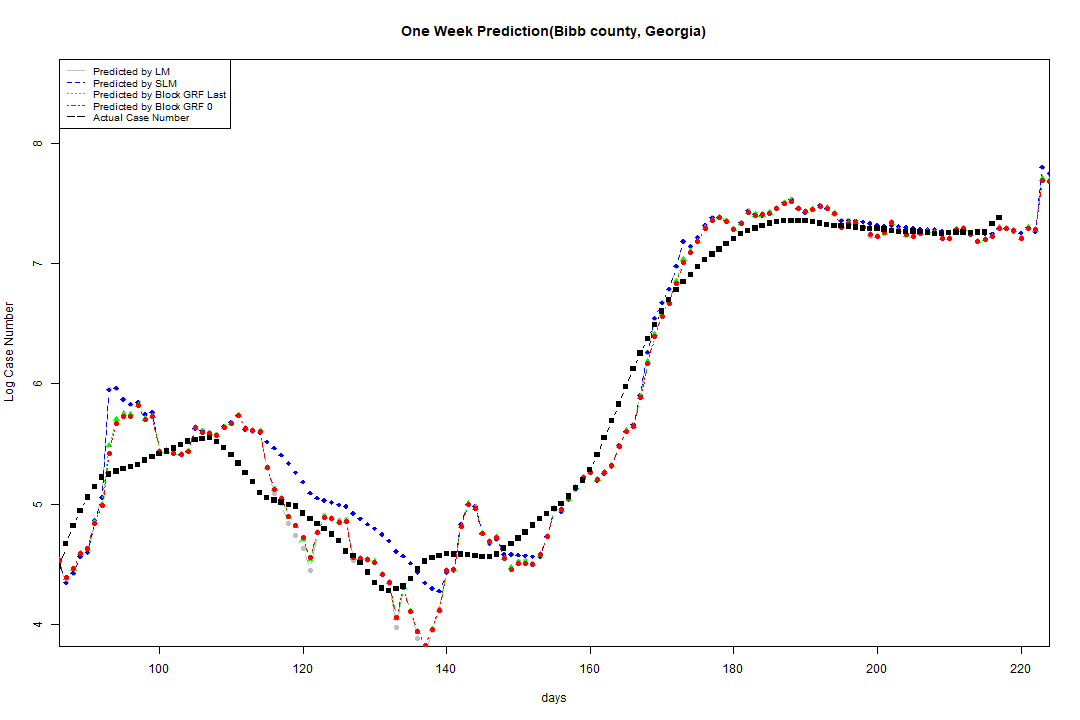 One Week Prediction(Bibb county, Georgia)
Predicted by LM
Predicted by SLM
Predicted by Block GRF Last
Predicted by Block GRF 0
Actual Case Number
8
7
6
5
4
Log Case Number
100 120 140 160 180 200 220
days